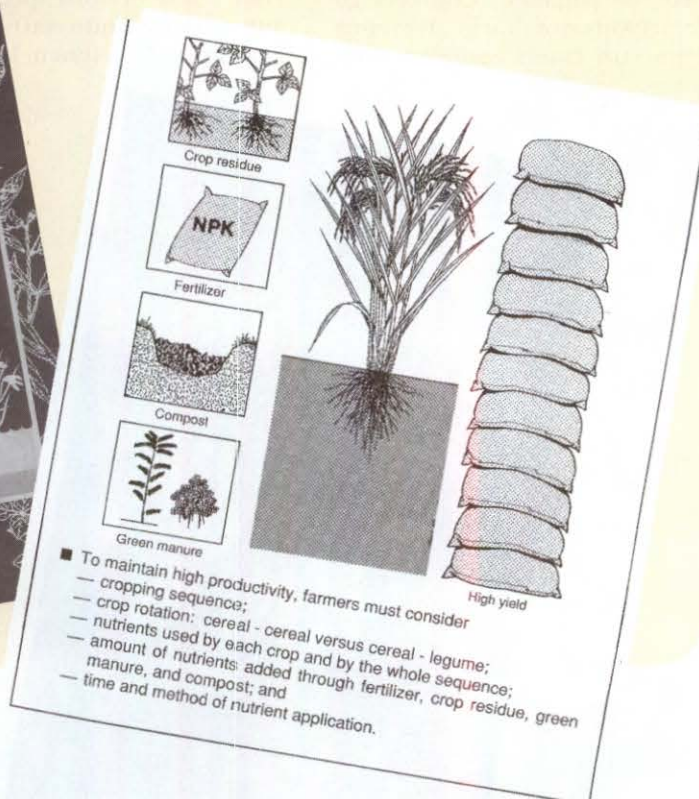 Crop residue
NPK
Fertilizer
Compost
Green manure
High yield
■ To maintain high productivity, farmers must consider
— cropping sequence;
— crop rotation: cereal - cereal versus cereal - legume;
— nutrients used by each crop and by the whole sequence;
— amount of nutrients added through fertilizer, crop residue, green
manure, and compost; and
— time and method of nutrient application.